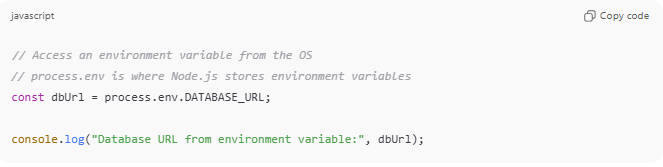 javascript
Copy code
// Access an environment variable from the OS
// process.env is where Node.js stores environment variables
const dbUrl = process.env.DATABASE_URL;
console.log("Database URL from environment variable:", dbUrl);